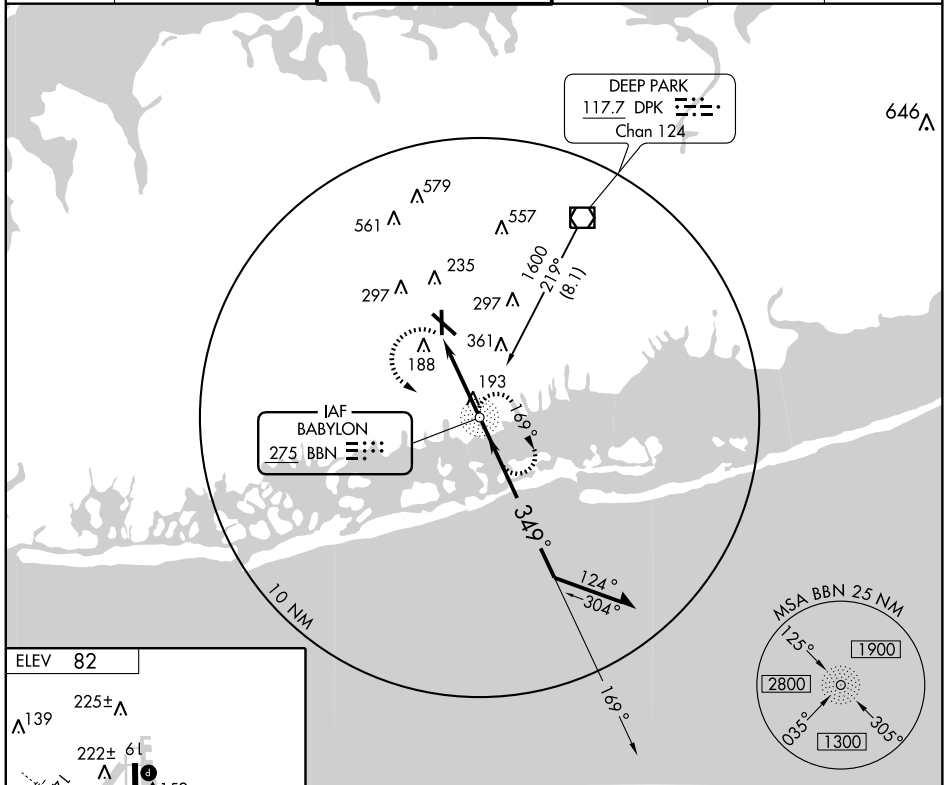 DEEP PARK
117.7 DPK
Chan 124
646
579
561
557
235
297
297
361
188
193
1600
219°
(8.1)
IAF
BABYLON
275 BBN
169°
349°
124°
304°
169°
10 NM
MSA BBN 25 NM
125°
1900
2800
035°
305°
1300
ELEV 82
225±
139
222±
19
P